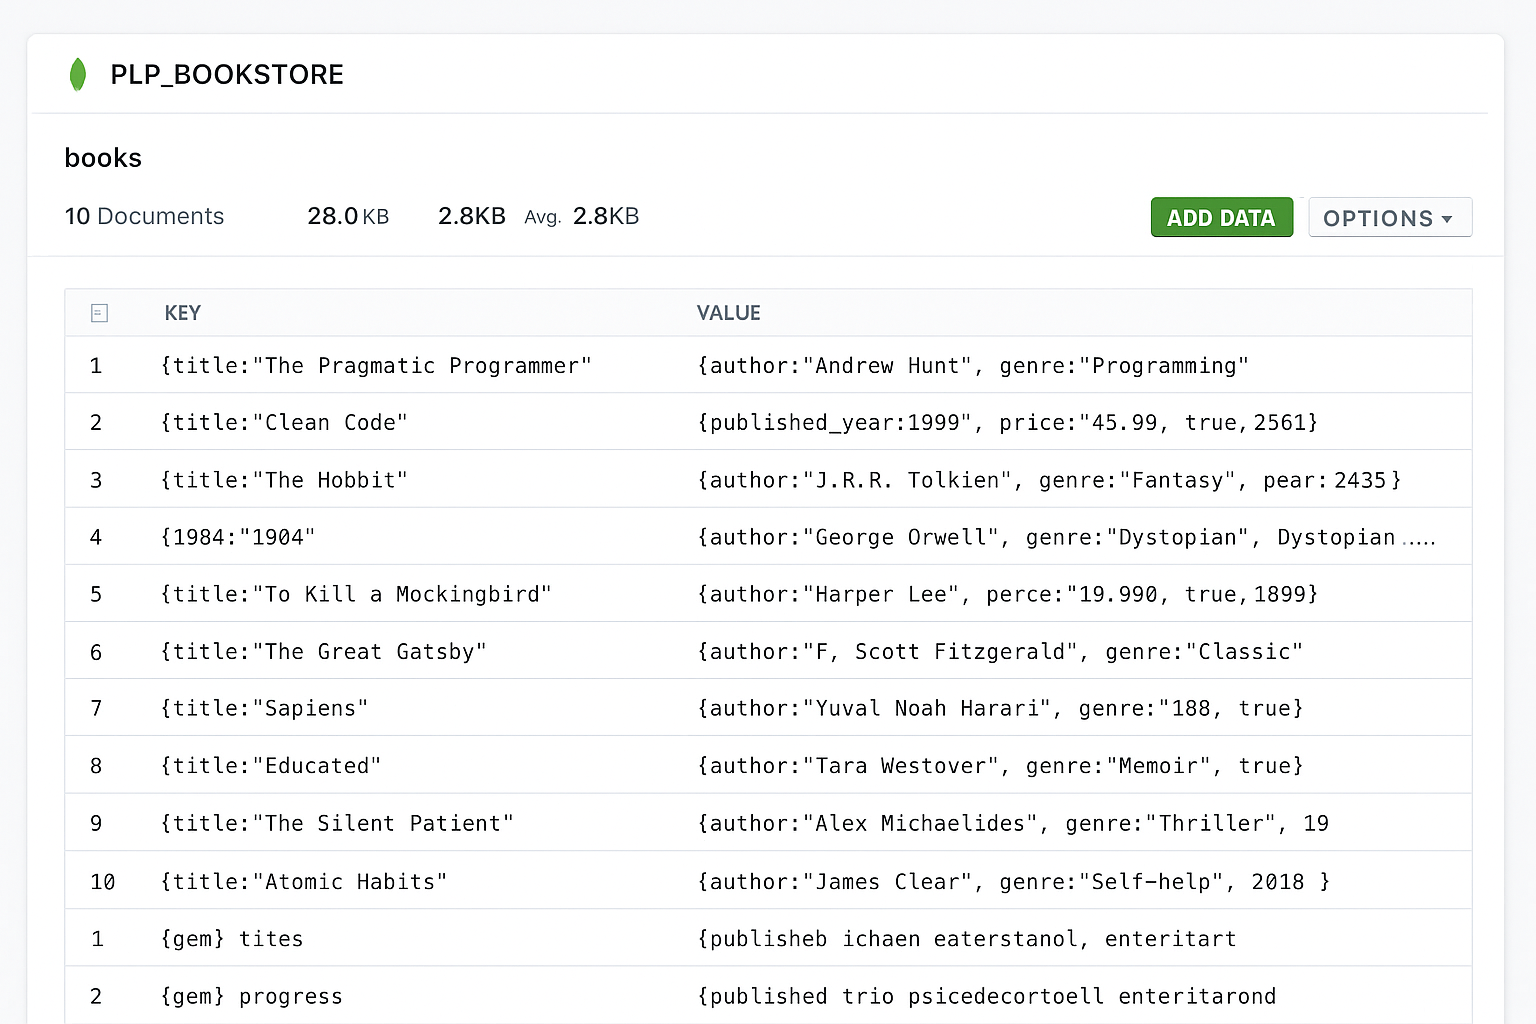 PLP_BOOKSTORE
books
10 Documents 28.0 KB 2.8KB Avg. 2.8KB ADD DATA OPTIONS
KEY VALUE
1 {title:"The Pragmatic Programmer" {author:"Andrew Hunt", genre:"Programming"
2 {title:"Clean Code" {published_year:1999", price:"45.99, true,2561}
3 {title:"The Hobbit" {author:"J.R.R. Tolkien", genre:"Fantasy", pear:2435}
4 {1984:"1904" {author:"George Orwell", genre:"Dystopian", Dystopian.....
5 {title:"To Kill a Mockingbird" {author:"Harper Lee", perce:"19.990, true,1899}
6 {title:"The Great Gatsby" {author:"F, Scott Fitzgerald", genre:"Classic"
7 {title:"Sapiens" {author:"Yuval Noah Harari", genre:"188, true}
8 {title:"Educated" {author:"Tara Westover", genre:"Memoir", true}
9 {title:"The Silent Patient" {author:"Alex Michaelides", genre:"Thriller", 19
10 {title:"Atomic Habits" {author:"James Clear", genre:"Self-help", 2018 }
1 {gem} tites {publisheb ichaen eaterstanol, enteritart
2 {gem} progress {published trio psicedecortoell enteritarond